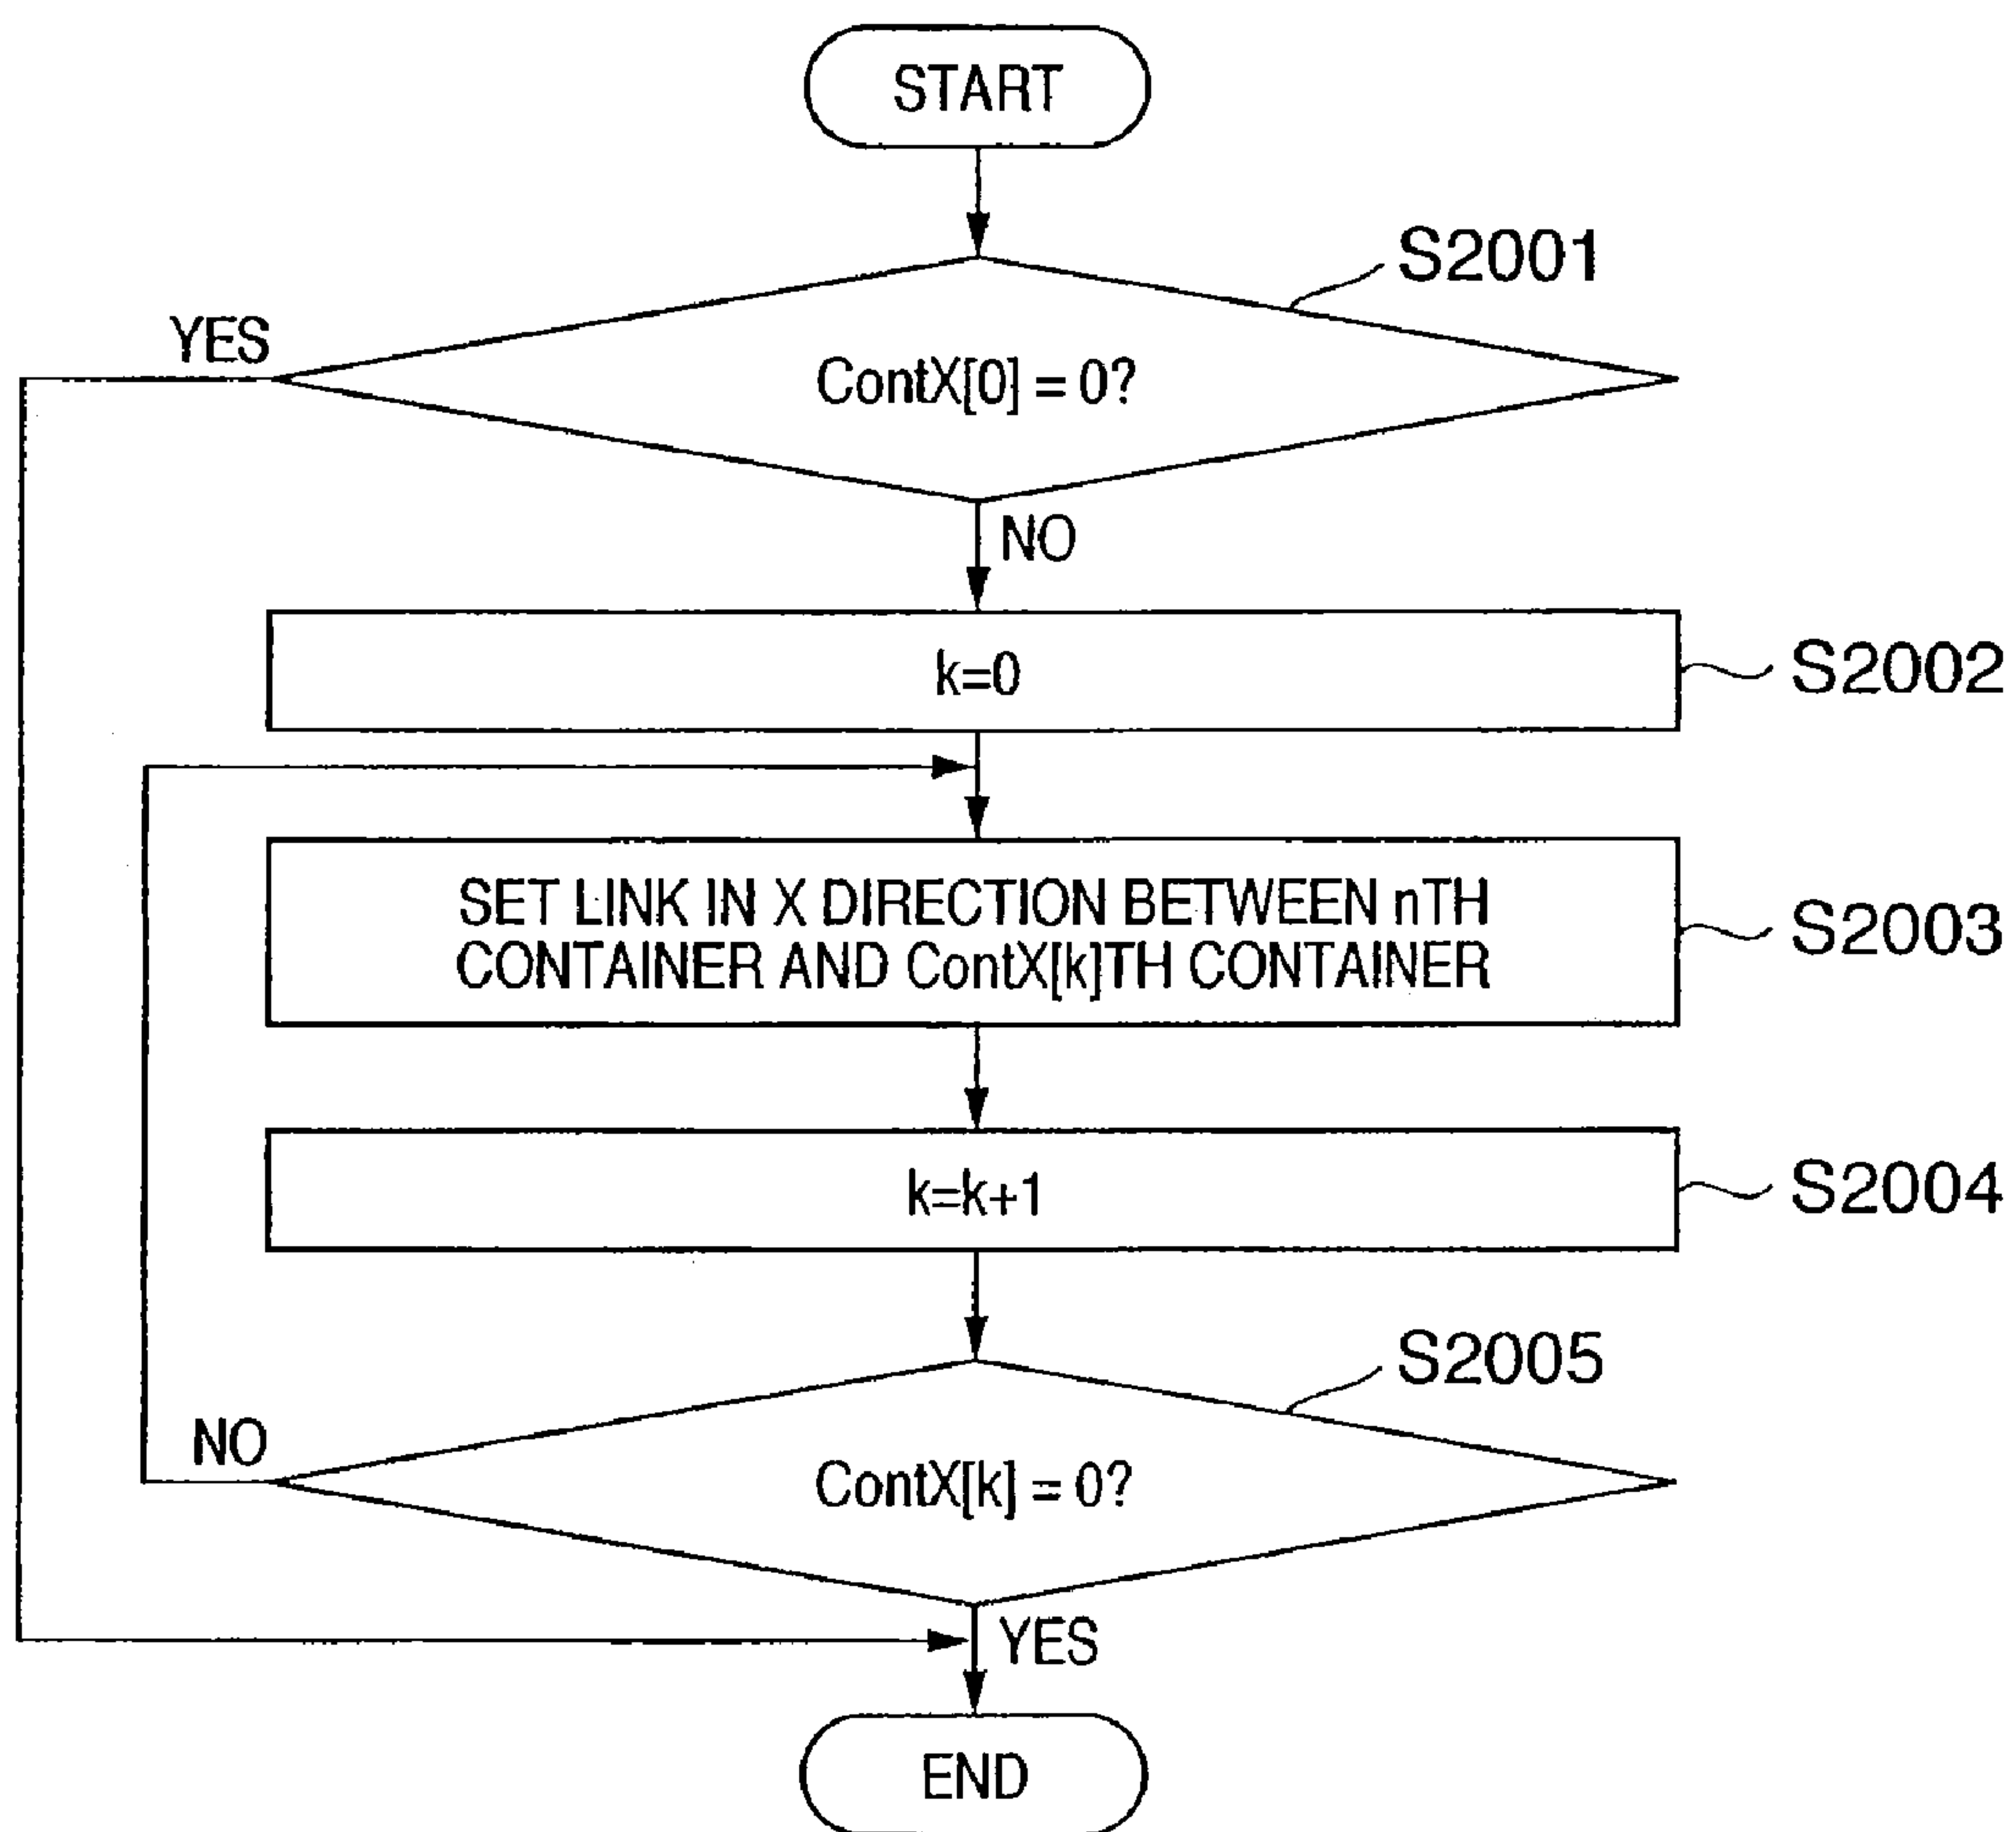 START
S2001
YES
ContX[0] = 0?
NO
k=0
S2002
SET LINK IN X DIRECTION BETWEEN nTH
CONTAINER AND ContX[k]TH CONTAINER
S2003
k=k+1
S2004
S2005
NO
ContX[k] = 0?
YES
END